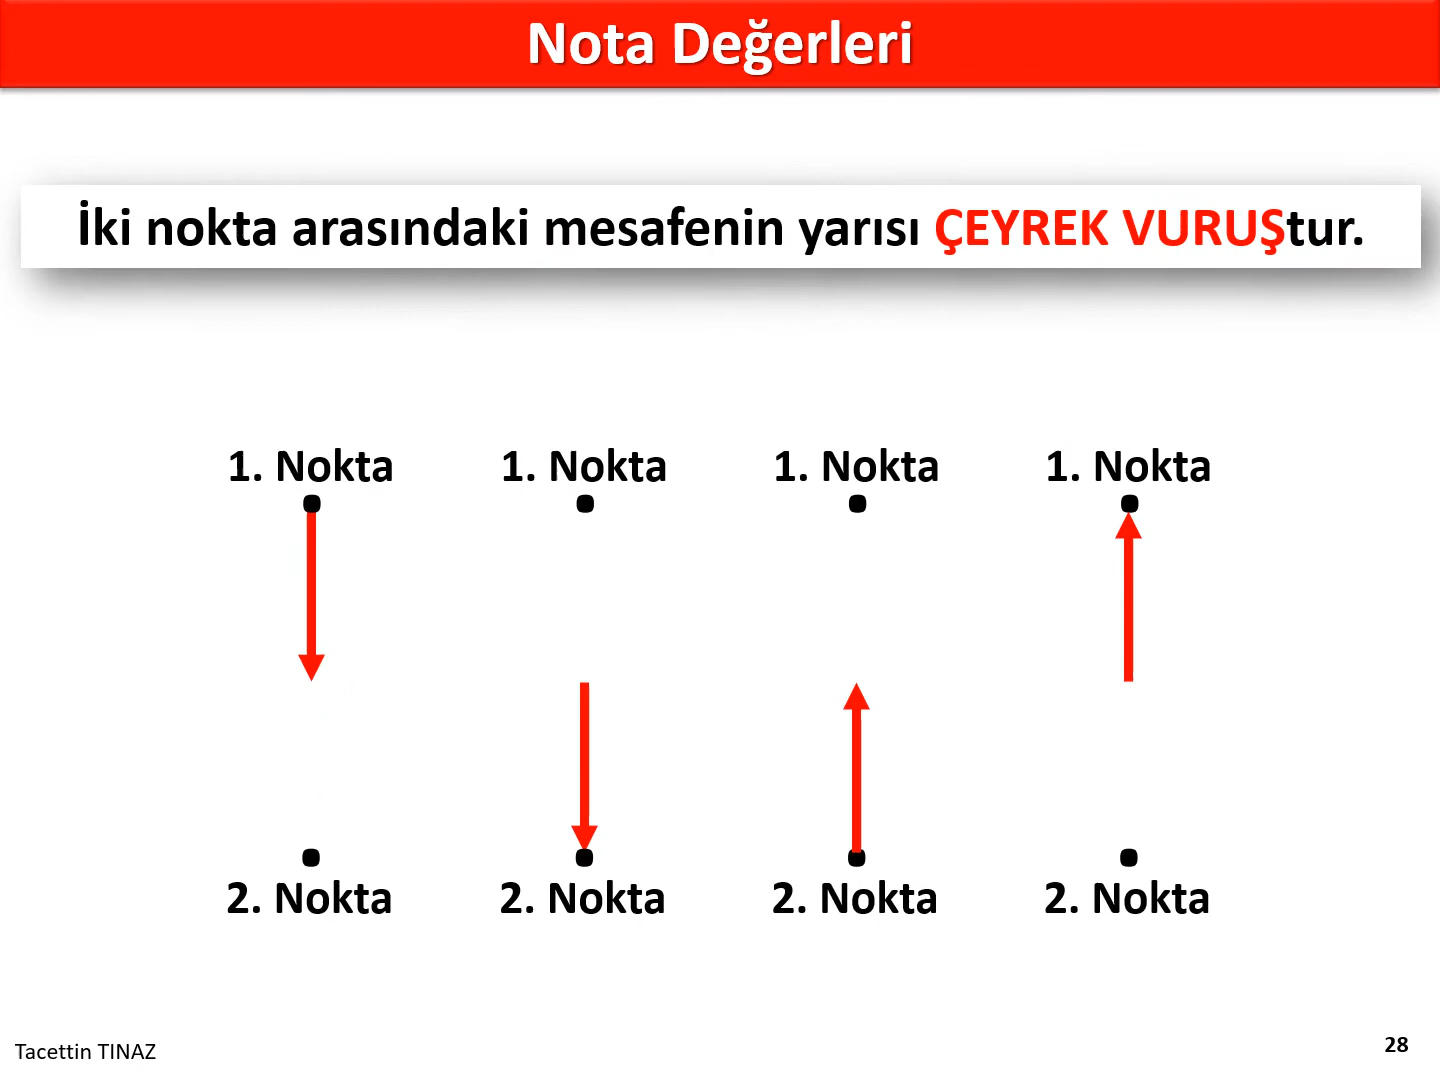 Nota Değerleri
İki nokta arasındaki mesafenin yarısı ÇEYREK VURUŞtur.
1. Nokta 1. Nokta 1. Nokta 1. Nokta
2. Nokta 2. Nokta 2. Nokta 2. Nokta
Tacettin TINAZ
28